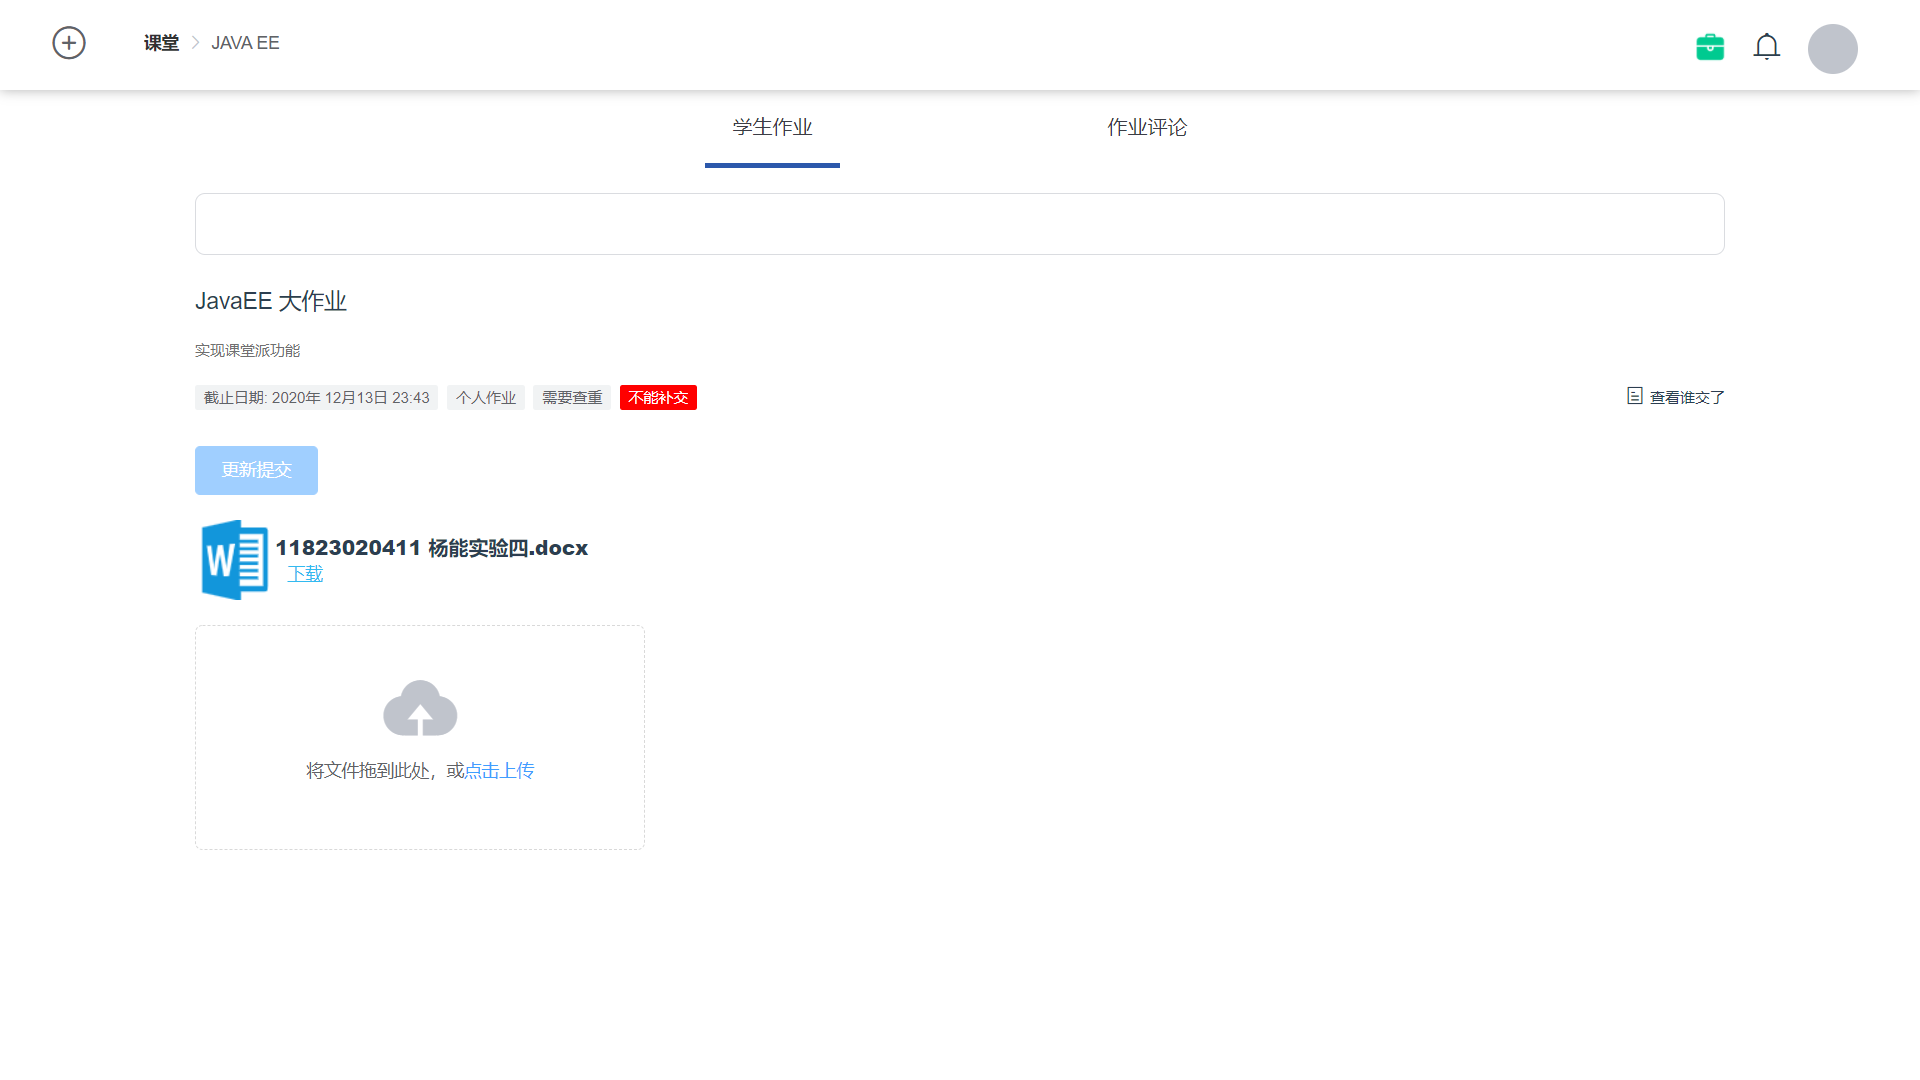 课堂 JAVA EE
学生作业 作业评论
JavaEE 大作业
实现课堂派功能
截止日期: 2020年 12月13日 23:43 个人作业 需要查重 不能补交 查看谁交了
更新提交
W 11823020411 杨能实验四.docx
下载
将文件拖到此处，或点击上传